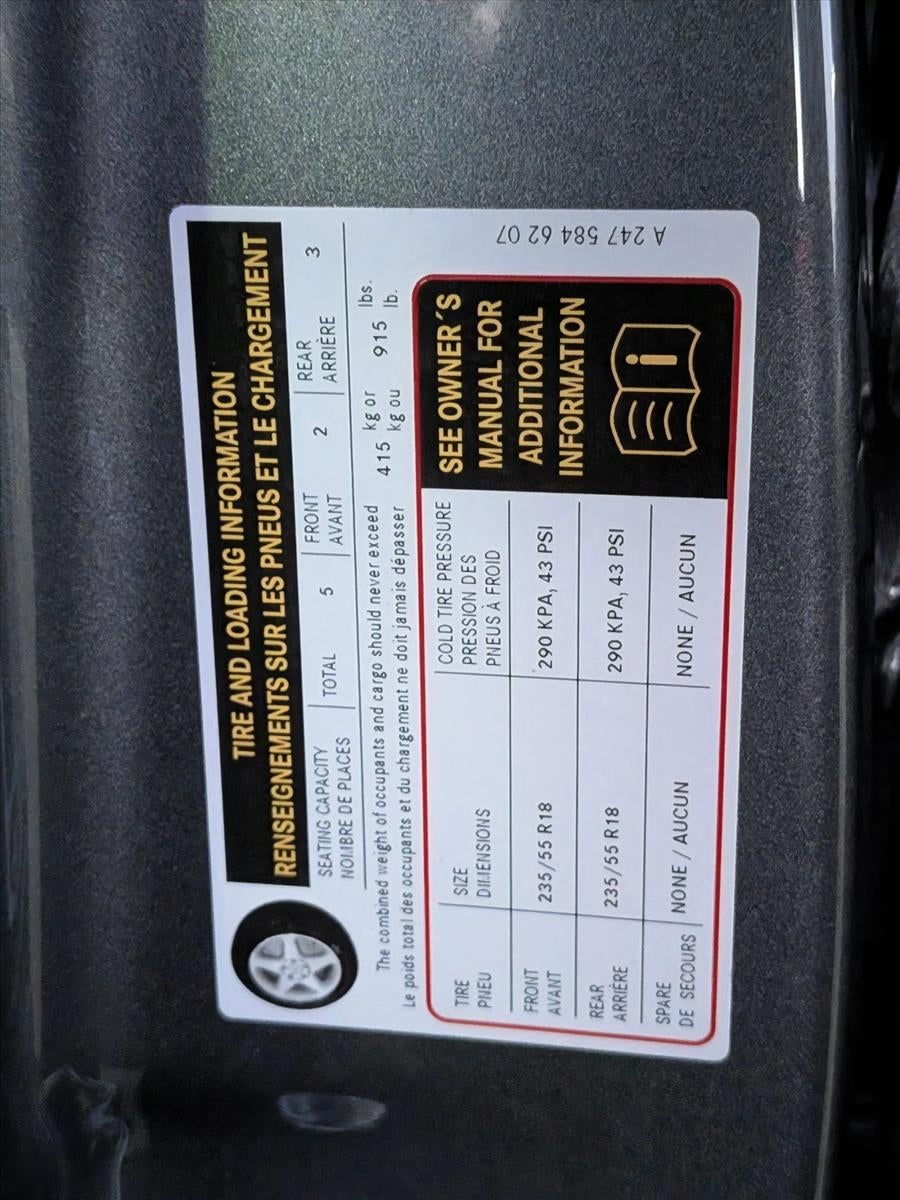 TIRE AND LOADING INFORMATION
RENSEIGNEMENTS SUR LES PNEUS ET LE CHARGEMENT
SEATING CAPACITY
NOMBRE DE PLACES
TOTAL 5
FRONT
AVANT
2
REAR
ARRIÈRE
3
The combined weight of occupants and cargo should never exceed 415 kg or 915 lbs.
Le poids total des occupants et du chargement ne doit jamais dépasser kg ou lb.
TIRE
PNEU
SIZE
DIMENSIONS
COLD TIRE PRESSURE
PRESSION DES
PNEUS À FROID
FRONT
AVANT
235/55 R18
290 KPA, 43 PSI
REAR
ARRIÈRE
235/55 R18
290 KPA, 43 PSI
SPARE
DE SECOURS
NONE / AUCUN
NONE / AUCUN
SEE OWNER´S
MANUAL FOR
ADDITIONAL
INFORMATION
A 247 584 62 07